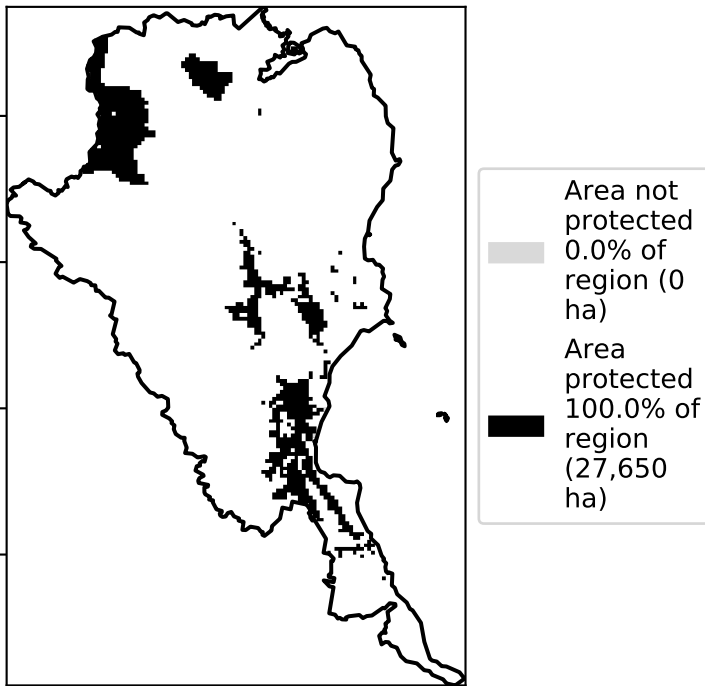 Area not
protected
0.0% of
region (0
ha)
Area
protected
100.0% of
region
(27,650
ha)